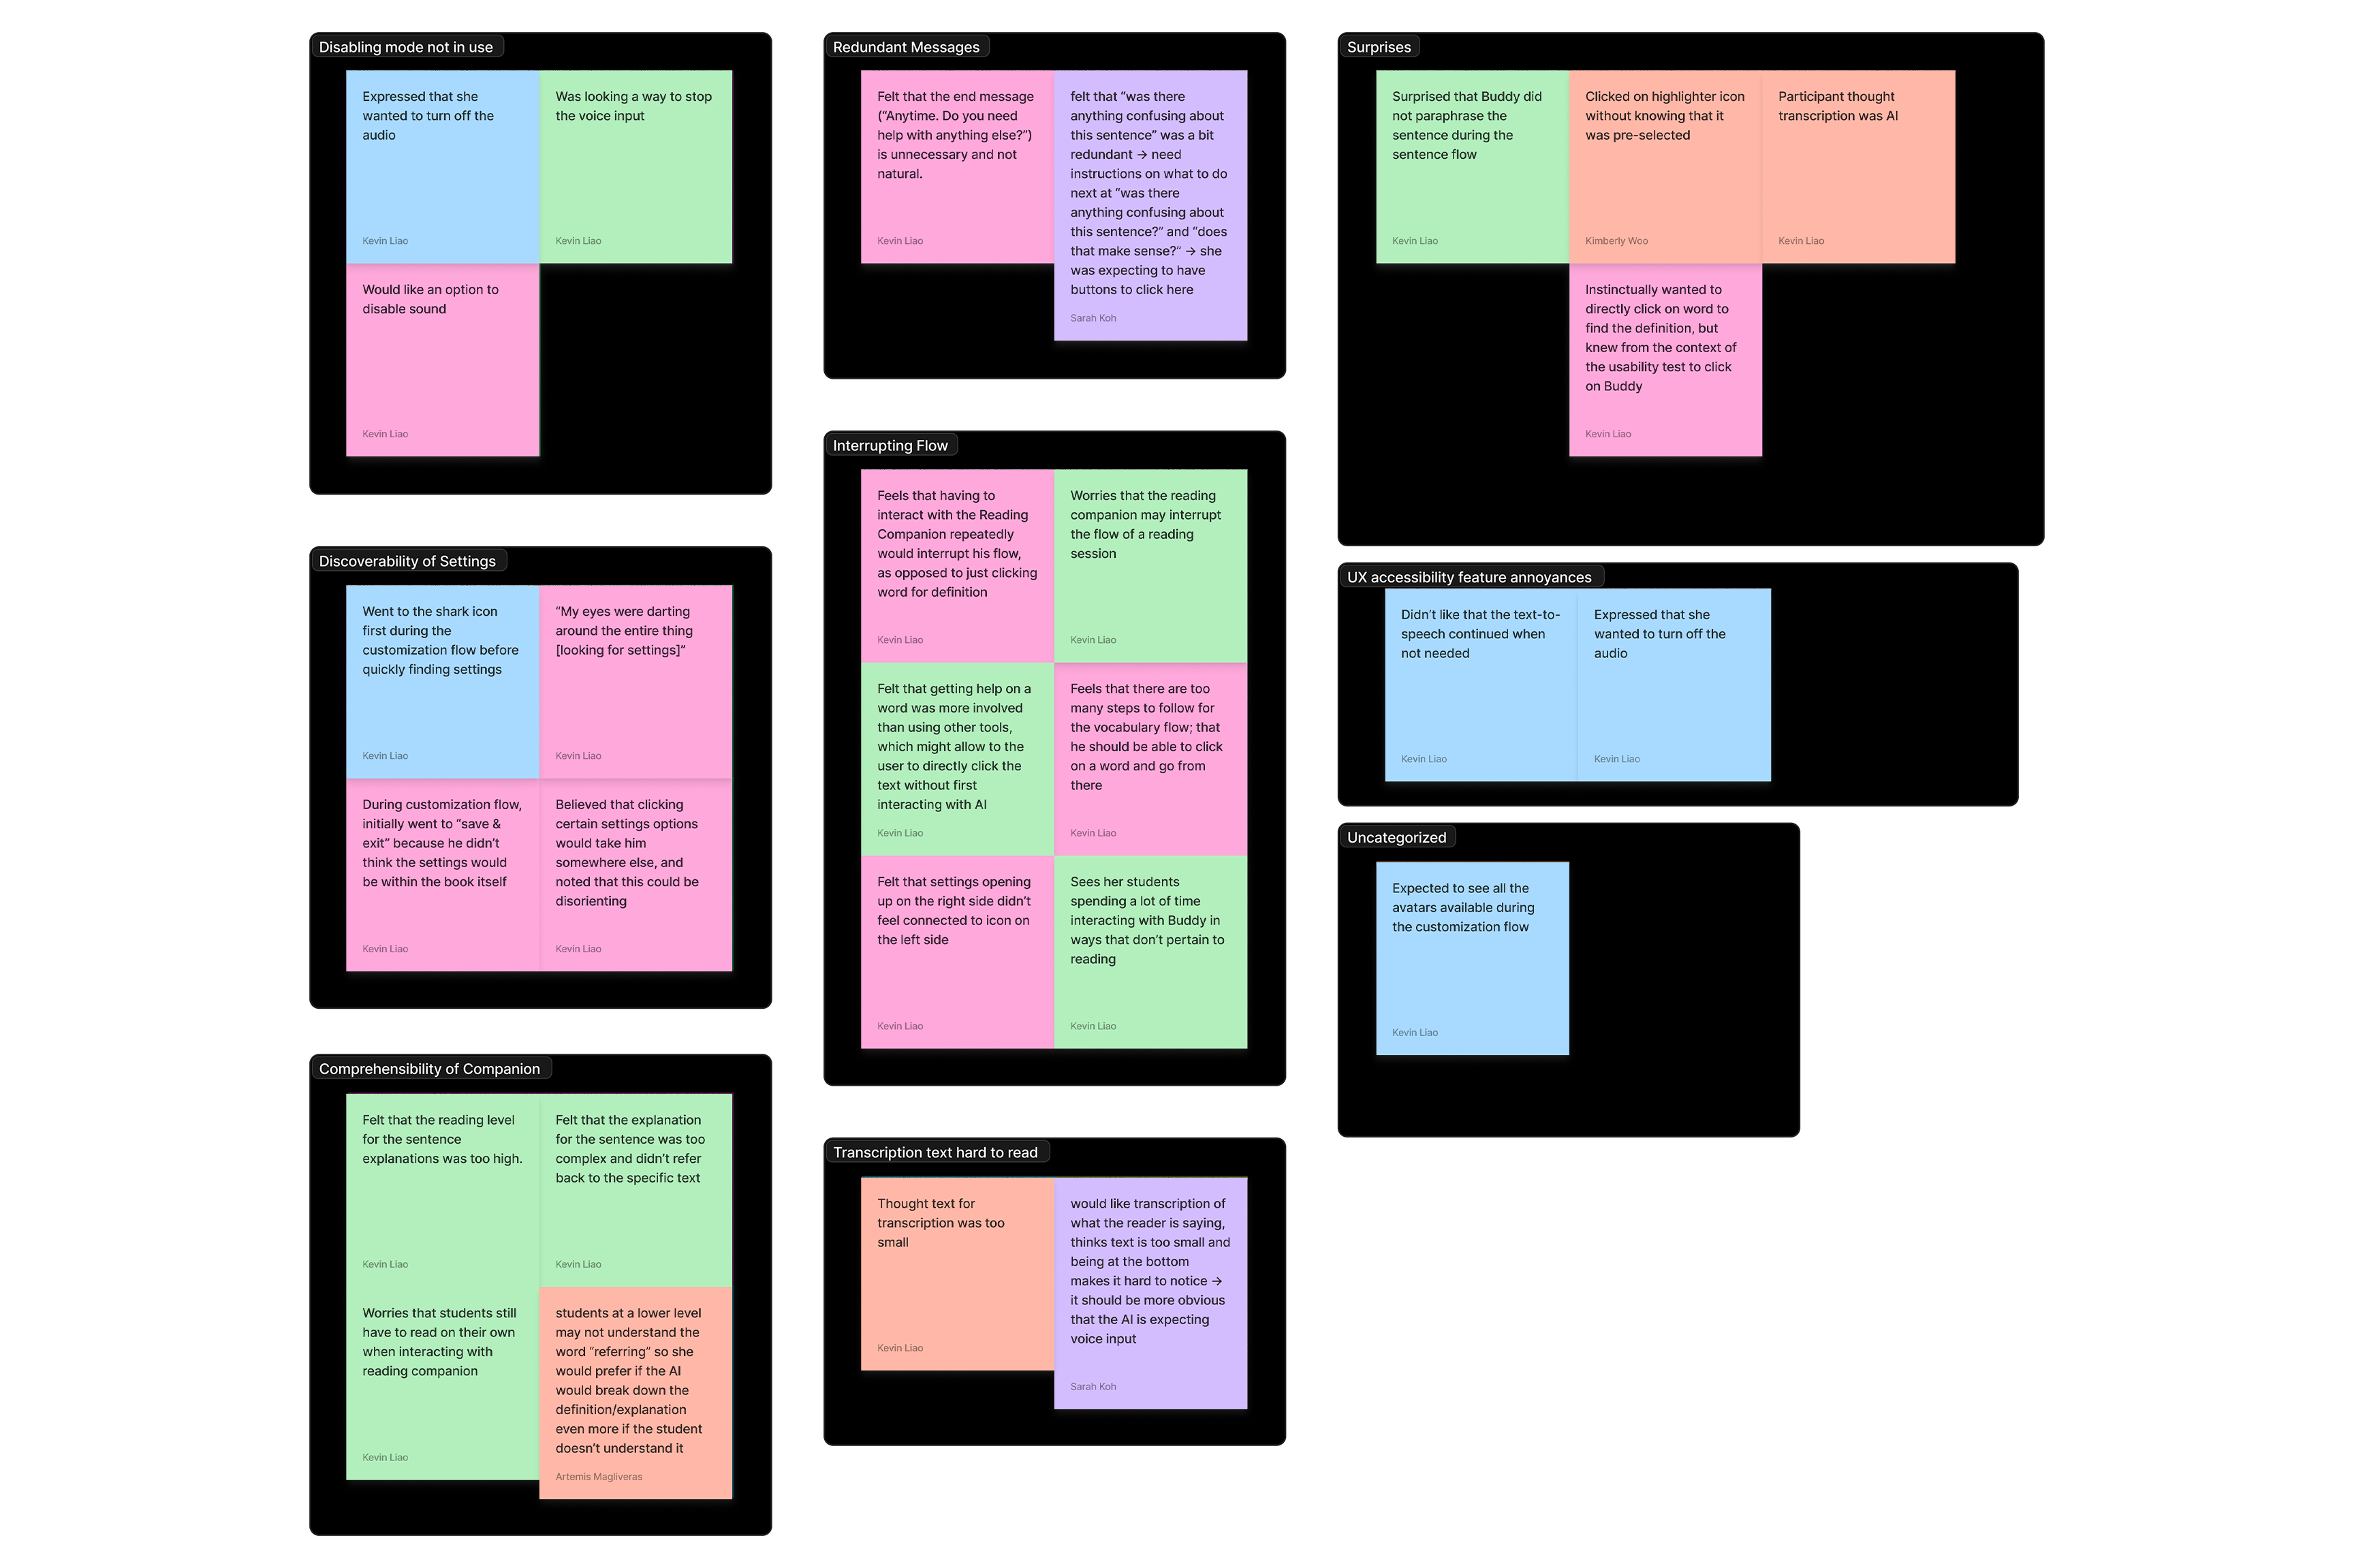 Disabling mode not in use
Expressed that she
wanted to turn off the
audio
Kevin Liao
Was looking a way to stop
the voice input
Kevin Liao
Would like an option to
disable sound
Kevin Liao
Discoverability of Settings
Went to the shark icon
first during the
customization flow before
quickly finding settings
Kevin Liao
“My eyes were darting
around the entire thing
[looking for settings]”
Kevin Liao
During customization flow,
initially went to “save &
exit” because he didn’t
think the settings would
be within the book itself
Kevin Liao
Believed that clicking
certain settings options
would take him
somewhere else, and
noted that this could be
disorienting
Kevin Liao
Comprehensibility of Companion
Felt that the reading level
for the sentence
explanations was too high.
Kevin Liao
Felt that the explanation
for the sentence was too
complex and didn’t refer
back to the specific text
Kevin Liao
Worries that students still
have to read on their own
when interacting with
reading companion
Kevin Liao
students at a lower level
may not understand the
word “referring” so she
would prefer if the AI
would break down the
definition/explanation
even more if the student
doesn’t understand it
Artemis Magliveras
Redundant Messages
Felt that the end message
(“Anytime. Do you need
help with anything else?”)
is unnecessary and not
natural.
Kevin Liao
felt that “was there
anything confusing about
this sentence” was a bit
redundant → need
instructions on what to do
next at “was there
anything confusing about
this sentence?” and “does
that make sense?” → she
was expecting to have
buttons to click here
Sarah Koh
Interrupting Flow
Feels that having to
interact with the Reading
Companion repeatedly
would interrupt his flow,
as opposed to just clicking
word for definition
Kevin Liao
Worries that the reading
companion may interrupt
the flow of a reading
session
Kevin Liao
Felt that getting help on a
word was more involved
than using other tools,
which might allow to the
user to directly click the
text without first
interacting with AI
Kevin Liao
Feels that there are too
many steps to follow for
the vocabulary flow; that
he should be able to click
on a word and go from
there
Kevin Liao
Felt that settings opening
up on the right side didn’t
feel connected to icon on
the left side
Kevin Liao
Sees her students
spending a lot of time
interacting with Buddy in
ways that don’t pertain to
reading
Kevin Liao
Transcription text hard to read
Thought text for
transcription was too
small
Kevin Liao
would like transcription of
what the reader is saying,
thinks text is too small and
being at the bottom
makes it hard to notice →
it should be more obvious
that the AI is expecting
voice input
Sarah Koh
Surprises
Surprised that Buddy did
not paraphrase the
sentence during the
sentence flow
Kevin Liao
Clicked on highlighter icon
without knowing that it
was pre-selected
Kimberly Woo
Participant thought
transcription was AI
Kevin Liao
Instinctually wanted to
directly click on word to
find the definition, but
knew from the context of
the usability test to click
on Buddy
Kevin Liao
UX accessibility feature annoyances
Didn’t like that the text-to-
speech continued when
not needed
Kevin Liao
Expressed that she
wanted to turn off the
audio
Kevin Liao
Uncategorized
Expected to see all the
avatars available during
the customization flow
Kevin Liao